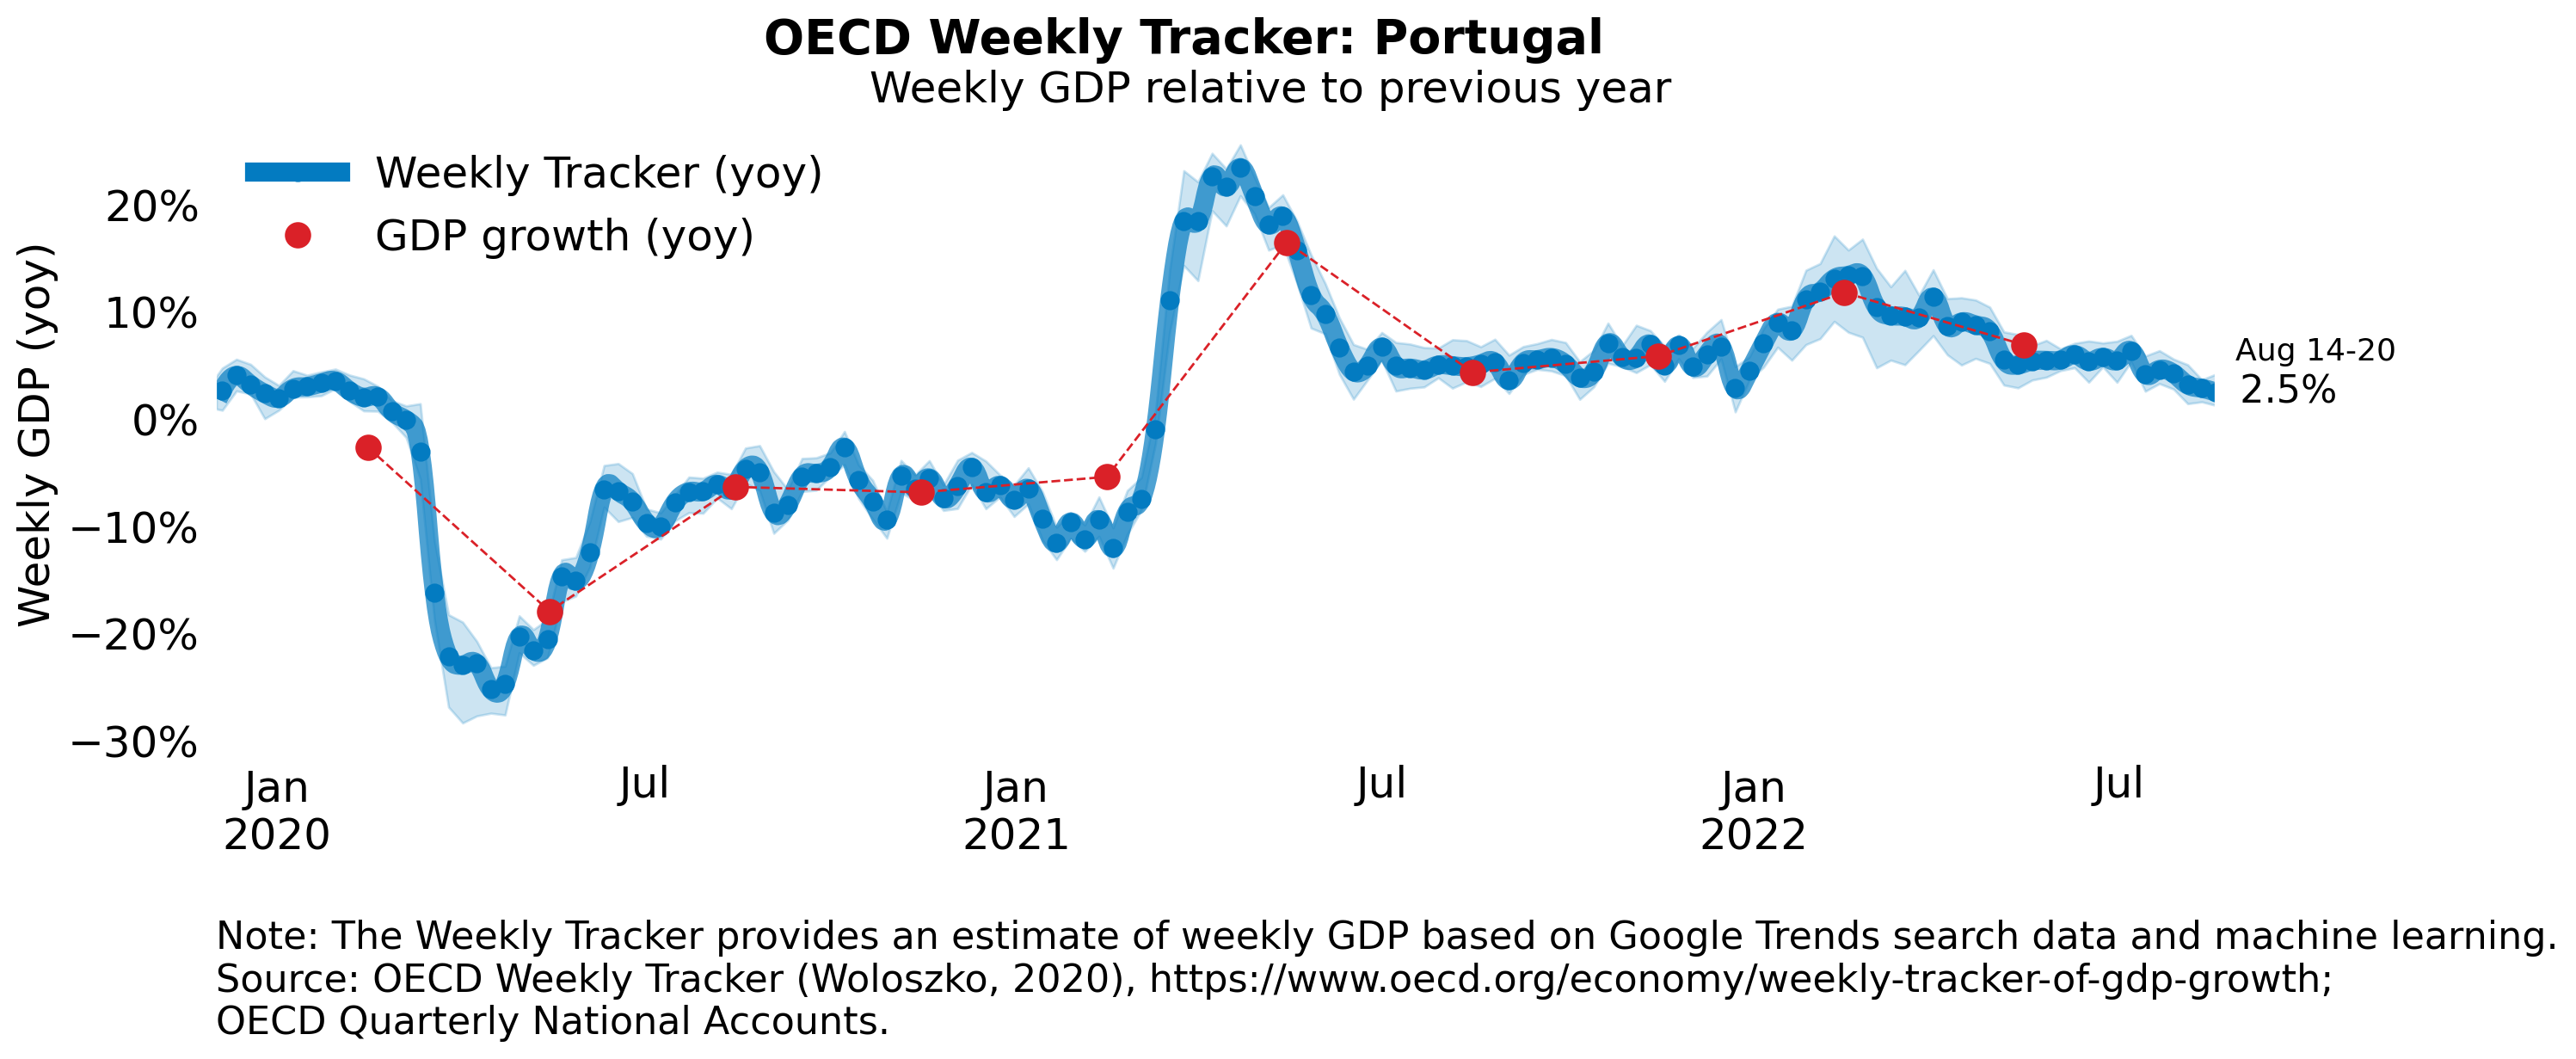 OECD Weekly Tracker: Portugal
Weekly GDP relative to previous year
Weekly Tracker (yoy)
GDP growth (yoy)
Weekly GDP (yoy)
20%
10%
0%
−10%
−20%
−30%
Aug 14-20
2.5%
Jan
2020
Jul
Jan
2021
Jul
Jan
2022
Jul
Note: The Weekly Tracker provides an estimate of weekly GDP based on Google Trends search data and machine learning.
Source: OECD Weekly Tracker (Woloszko, 2020), https://www.oecd.org/economy/weekly-tracker-of-gdp-growth;
OECD Quarterly National Accounts.